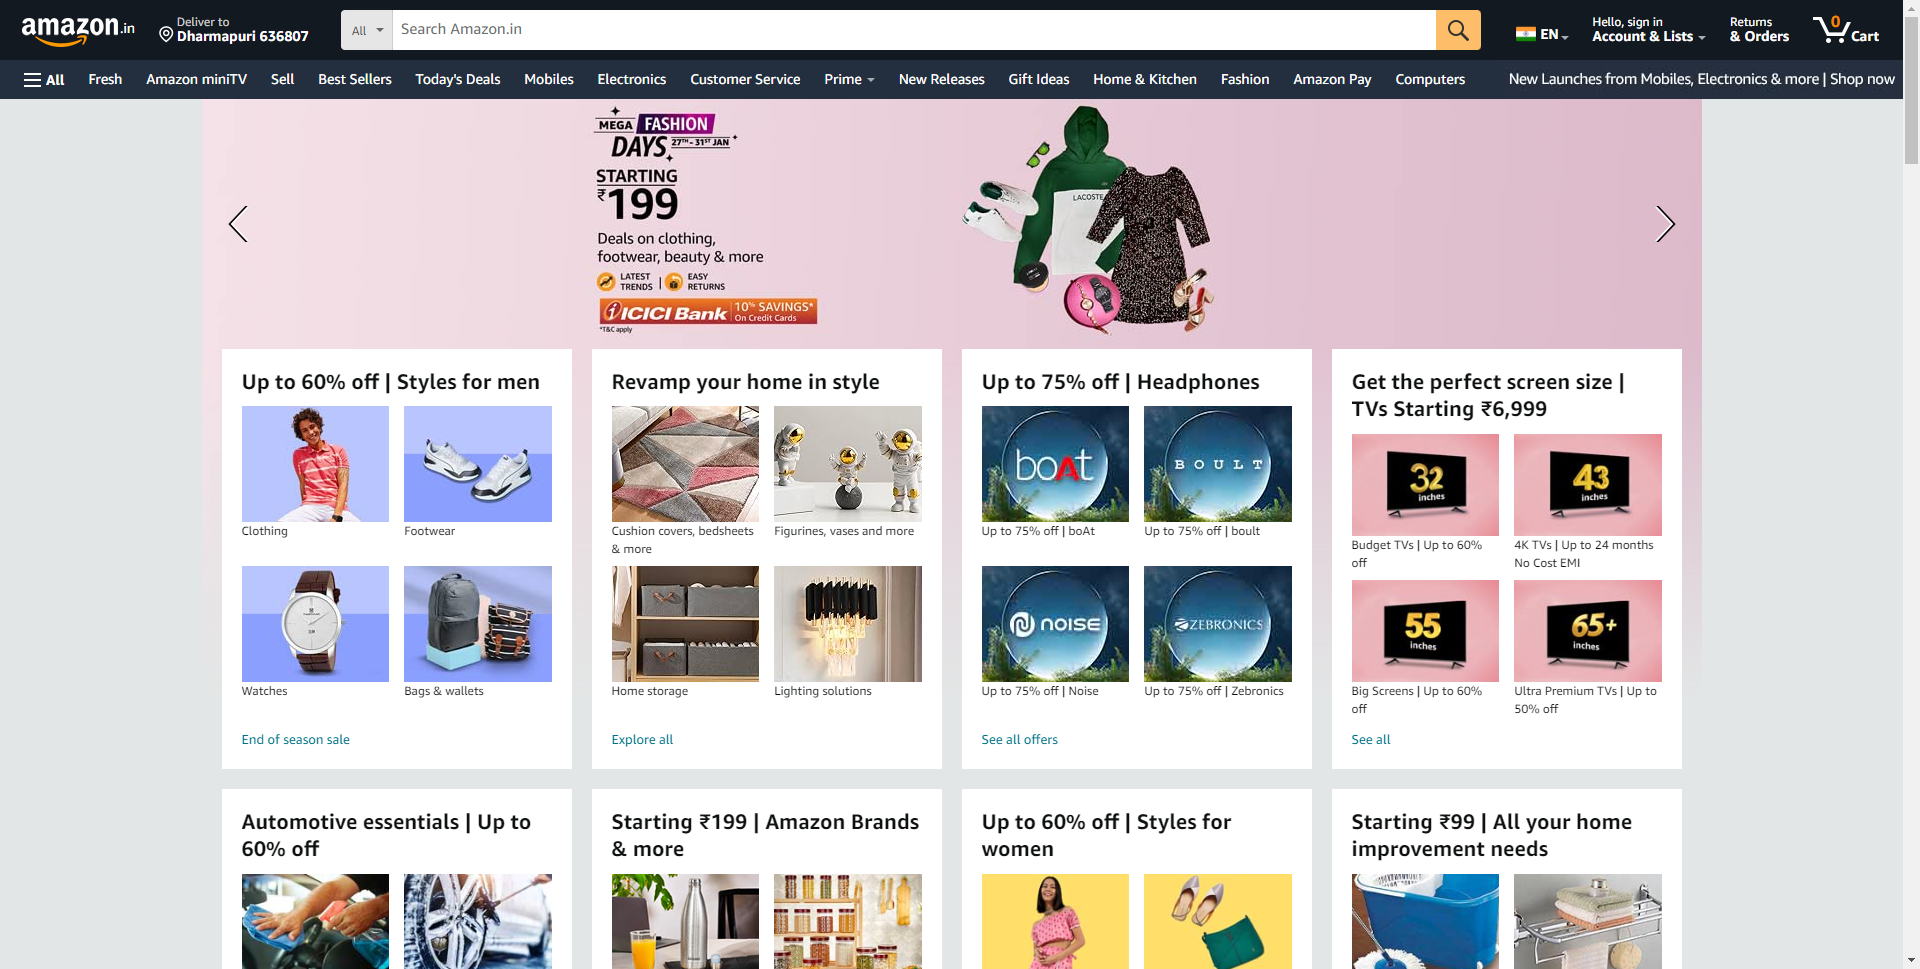 amazon.in
Deliver to
Dharmapuri 636807
All
Search Amazon.in
EN
Hello, sign in
Account & Lists
Returns
& Orders
0
Cart
All
Fresh
Amazon miniTV
Sell
Best Sellers
Today's Deals
Mobiles
Electronics
Customer Service
Prime
New Releases
Gift Ideas
Home & Kitchen
Fashion
Amazon Pay
Computers
New Launches from Mobiles, Electronics & more | Shop now
MEGA FASHION
DAYS 27TH - 31ST JAN
STARTING
₹199
Deals on clothing,
footwear, beauty & more
LATEST TRENDS | EASY RETURNS
ICICI Bank 10% SAVINGS*
On Credit Cards
*T&C apply
LACOSTE
Up to 60% off | Styles for men
Clothing
Footwear
Watches
Bags & wallets
End of season sale
Revamp your home in style
Cushion covers, bedsheets
& more
Figurines, vases and more
Home storage
Lighting solutions
Explore all
Up to 75% off | Headphones
boAt
BOULT
Up to 75% off | boAt
Up to 75% off | boult
NOISE
ZEBRONICS
Up to 75% off | Noise
Up to 75% off | Zebronics
See all offers
Get the perfect screen size |
TVs Starting ₹6,999
32
inches
43
inches
Budget TVs | Up to 60%
off
4K TVs | Up to 24 months
No Cost EMI
55
inches
65+
inches
Big Screens | Up to 60%
off
Ultra Premium TVs | Up to
50% off
See all
Automotive essentials | Up to
60% off
Starting ₹199 | Amazon Brands
& more
Up to 60% off | Styles for
women
Starting ₹99 | All your home
improvement needs